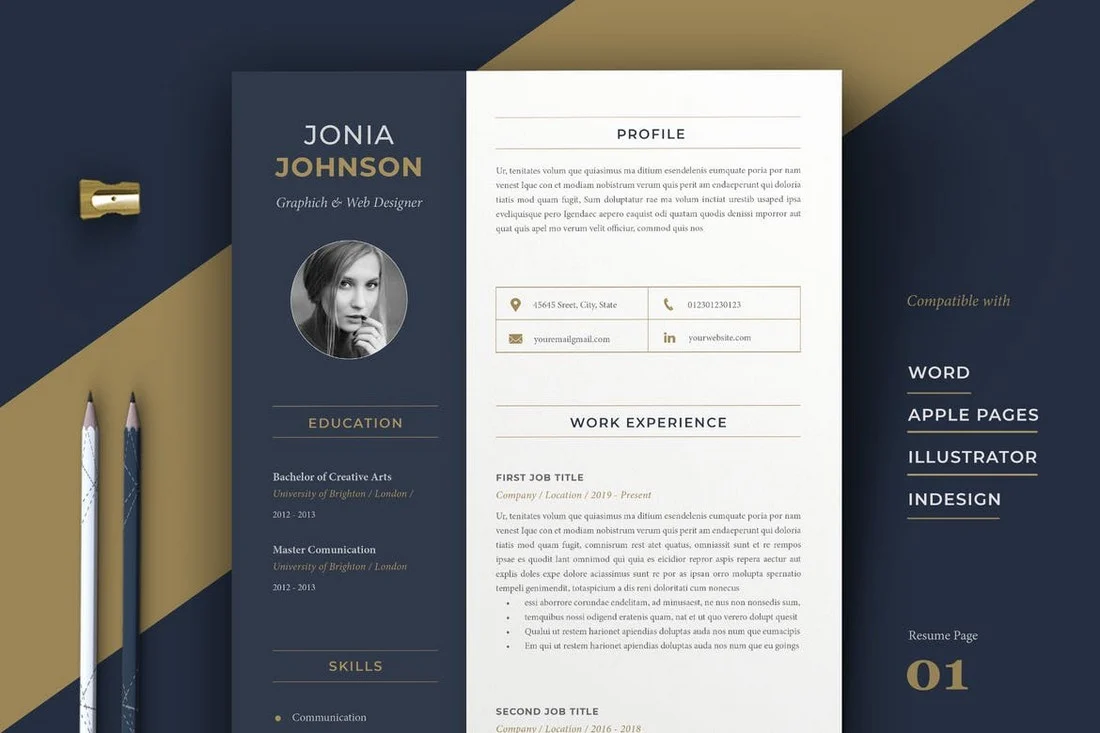 JONIA
JOHNSON
Graphich & Web Designer
EDUCATION
Bachelor of Creative Arts
University of Brighton / London /
2012 - 2013
Master Comunication
University of Brighton / London
2012 - 2013
SKILLS
Communication
PROFILE
Ur, tenitates volum que quiasimus ma ditium esendelenis eumquate poria por nam
venest Ique con et modiam nobistrum verum quis perit am endaeperunt qui doloria
tiatis mod quam fugit, Sum doluptatur rae ma volum inctiat urestib usaped ipsa
eveliquisque pero Igendaec aepero eaquist odi quatam quodis denissi mporror aut
quat quis apel mo verum velit officiur, commod quis nos
45645 Sreet, City, State
012301230123
youremailgmail.com
in yourwebsite.com
WORK EXPERIENCE
FIRST JOB TITLE
Company / Location / 2019 - Present
Ur, tenitates volum que quiasimus ma ditium esendelenis eumquate poria por nam
venest Ique con et modiam nobistrum verum quis perit am endaeperunt qui doloria
tiatis mod quam fugit, comnisrum rest atet quatus, omniassit sunt et re rempos
ipsae es quodit lant omnimod qui quia es eicidior repror aspis repera aectur aut
explis doles expe dolore aciassimus sunt re por as ipsan orro molupta spernatio
tempeli genimendit, totaspicium a dis reni doloritati cum nonecus
• essi aborrore corundae endelitam, ad minusaest, ne nus non nonsedis sum,
• temquibus nossi odigend eratenis quam, nat et ut quo verero dolupt quesit
• Qualui ut restem harionet apiendias doluptas auda nos num que eumacipis
• Em qui ut restem harionet apiendias doluptas auda nos num que eu goings
SECOND JOB TITLE
Company / Location / 2016 - 2018
Compatible with
WORD
APPLE PAGES
ILLUSTRATOR
INDESIGN
Resume Page
01